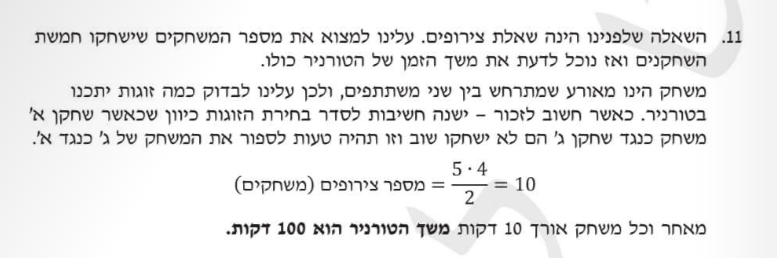 11. השאלה שלפנינו הינה שאלת צירופים. עלינו למצוא את מספר המשחקים שישחקו חמשת
השחקנים ואז נוכל לדעת את משך הזמן של הטורניר כולו.
משחק הינו מאורע שמתרחש בין שני משתתפים, ולכן עלינו לבדוק כמה זוגות יתכנו
בטורניר. כאשר חשוב לזכור – ישנה חשיבות לסדר בחירת הזוגות כיוון שכאשר שחקן א'
משחק כנגד שחקן ג' הם לא ישחקו שוב וזו תהיה טעות לספור את המשחק של ג' כנגד א'.
(משחקים) מספר צירופים = \frac{5 \cdot 4}{2} = 10
מאחר וכל משחק אורך 10 דקות משך הטורניר הוא 100 דקות.